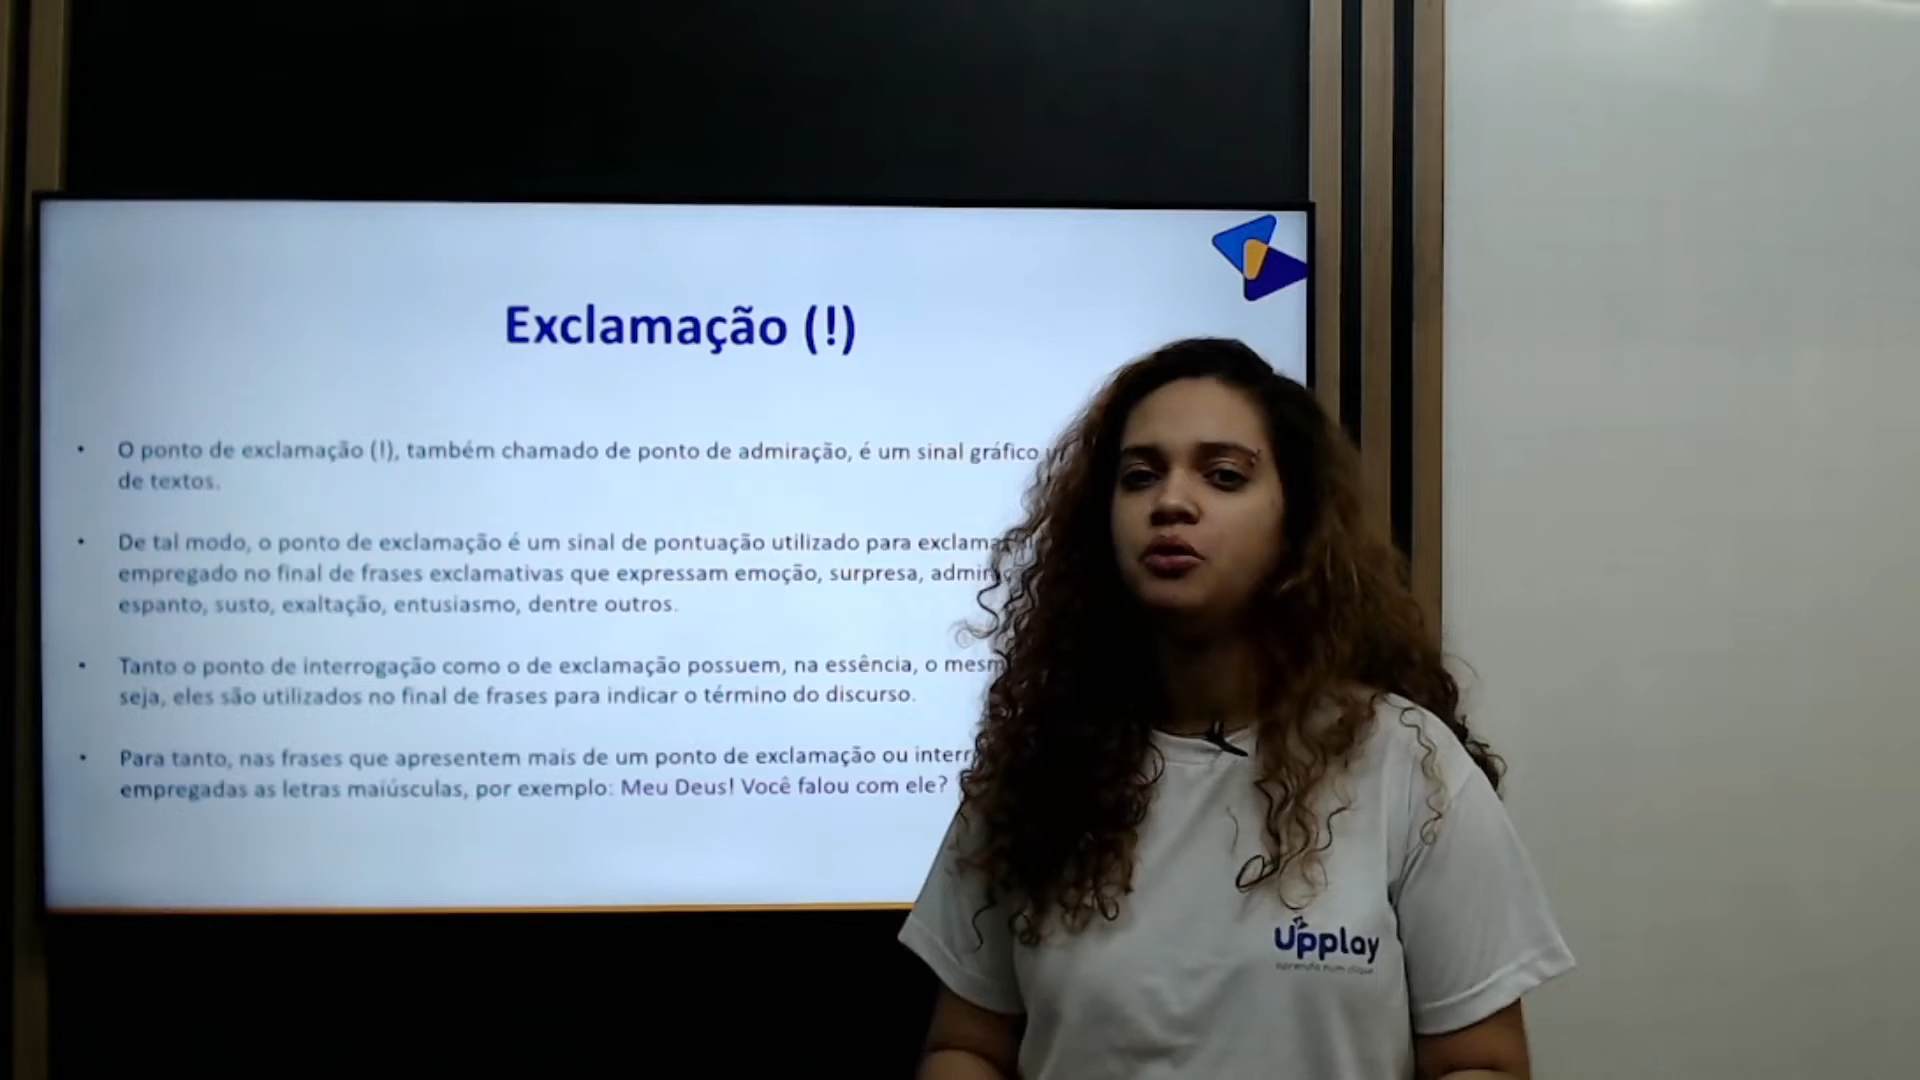 Exclamação (!)
• O ponto de exclamação (!), também chamado de ponto de admiração, é um sinal gráfico
de textos.
• De tal modo, o ponto de exclamação é um sinal de pontuação utilizado para
empregado no final de frases exclamativas que expressam emoção, surpresa,
espanto, susto, exaltação, entusiasmo, dentre outros.
• Tanto o ponto de interrogação como o de exclamação possuem, na essência, o
seja, eles são utilizados no final de frases para indicar o término do discurso.
• Para tanto, nas frases que apresentem mais de um ponto de exclamação ou
empregadas as letras maiúsculas, por exemplo: Meu Deus! Você falou com ele?
Upplay
aprenda num clique